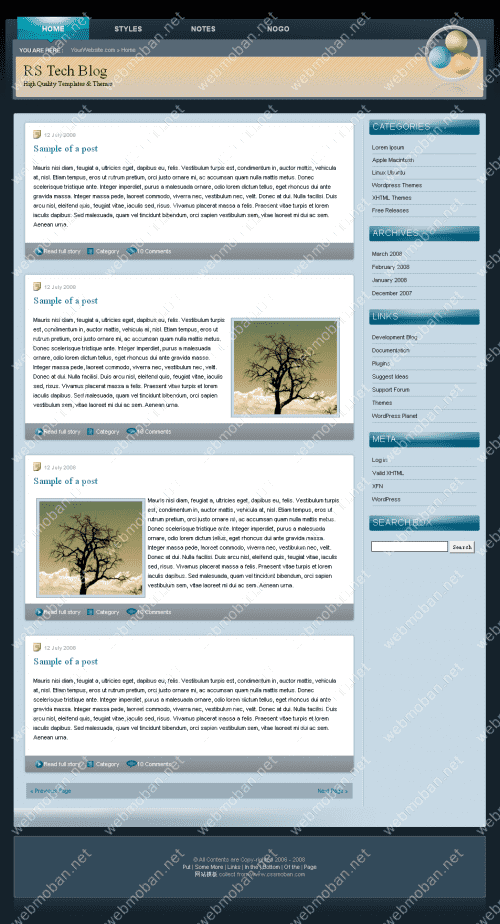 HOME STYLES NOTES NOGO
YOU ARE HERE: YourWebsite.com » Home
RS Tech Blog
High Quality Templates & Themes
12 July 2008
Sample of a post
Mauris nisi diam, feugiat a, ultricies eget, dapibus eu, felis. Vestibulum turpis est, condimentum in, auctor mattis, vehicula
at, nisl. Etiam tempus, eros ut rutrum pretium, orci justo ornare mi, ac accumsan quam nulla mattis metus. Donec
scelerisque tristique ante. Integer imperdiet, purus a malesuada ornare, odio lorem dictum tellus, eget rhoncus dui ante
gravida massa. Integer massa pede, laoreet commodo, viverra nec, vestibulum nec, velit. Donec at dui. Nulla facilisi. Duis
arcu nisl, eleifend quis, feugiat vitae, iaculis sed, risus. Vivamus placerat massa a felis. Praesent vitae turpis et lorem
iaculis dapibus. Sed malesuada, quam vel tincidunt bibendum, orci sapien vestibulum sem, vitae laoreet mi dui ac sem.
Aenean urna.
Read full story Category 10 Comments
12 July 2008
Sample of a post
Mauris nisi diam, feugiat a, ultricies eget, dapibus eu, felis. Vestibulum turpis
est, condimentum in, auctor mattis, vehicula at, nisl. Etiam tempus, eros ut
rutrum pretium, orci justo ornare mi, ac accumsan quam nulla mattis metus.
Donec scelerisque tristique ante. Integer imperdiet, purus a malesuada
ornare, odio lorem dictum tellus, eget rhoncus dui ante gravida massa.
Integer massa pede, laoreet commodo, viverra nec, vestibulum nec, velit.
Donec at dui. Nulla facilisi. Duis arcu nisl, eleifend quis, feugiat vitae, iaculis
sed, risus. Vivamus placerat massa a felis. Praesent vitae turpis et lorem
iaculis dapibus. Sed malesuada, quam vel tincidunt bibendum, orci sapien
vestibulum sem, vitae laoreet mi dui ac sem. Aenean urna.
Read full story Category 10 Comments
12 July 2008
Sample of a post
Mauris nisi diam, feugiat a, ultricies eget, dapibus eu, felis. Vestibulum turpis
est, condimentum in, auctor mattis, vehicula at, nisl. Etiam tempus, eros ut
rutrum pretium, orci justo ornare mi, ac accumsan quam nulla mattis metus.
Donec scelerisque tristique ante. Integer imperdiet, purus a malesuada
ornare, odio lorem dictum tellus, eget rhoncus dui ante gravida massa.
Integer massa pede, laoreet commodo, viverra nec, vestibulum nec, velit.
Donec at dui. Nulla facilisi. Duis arcu nisl, eleifend quis, feugiat vitae, iaculis
sed, risus. Vivamus placerat massa a felis. Praesent vitae turpis et lorem
iaculis dapibus. Sed malesuada, quam vel tincidunt bibendum, orci sapien
vestibulum sem, vitae laoreet mi dui ac sem. Aenean urna.
Read full story Category 10 Comments
12 July 2008
Sample of a post
Mauris nisi diam, feugiat a, ultricies eget, dapibus eu, felis. Vestibulum turpis est, condimentum in, auctor mattis, vehicula
at, nisl. Etiam tempus, eros ut rutrum pretium, orci justo ornare mi, ac accumsan quam nulla mattis metus. Donec
scelerisque tristique ante. Integer imperdiet, purus a malesuada ornare, odio lorem dictum tellus, eget rhoncus dui ante
gravida massa. Integer massa pede, laoreet commodo, viverra nec, vestibulum nec, velit. Donec at dui. Nulla facilisi. Duis
arcu nisl, eleifend quis, feugiat vitae, iaculis sed, risus. Vivamus placerat massa a felis. Praesent vitae turpis et lorem
iaculis dapibus. Sed malesuada, quam vel tincidunt bibendum, orci sapien vestibulum sem, vitae laoreet mi dui ac sem.
Aenean urna.
Read full story Category 10 Comments
« Previous Page Next Page »
CATEGORIES
Lorem Ipsum
Apple Macintosh
Linux Ubuntu
Wordpress Themes
XHTML Themes
Free Releases
ARCHIVES
March 2008
February 2008
January 2008
December 2007
LINKS
Development Blog
Documentation
Plugins
Suggest Ideas
Support Forum
Themes
WordPress Planet
META
Login
Valid XHTML
XFN
WordPress
SEARCH BOX
Search
© All Contents are Copyrighted 2006 - 2008
Put | Some More | Links | In the | Bottom | Of the | Page
网站模板 collect from
webmoban.net